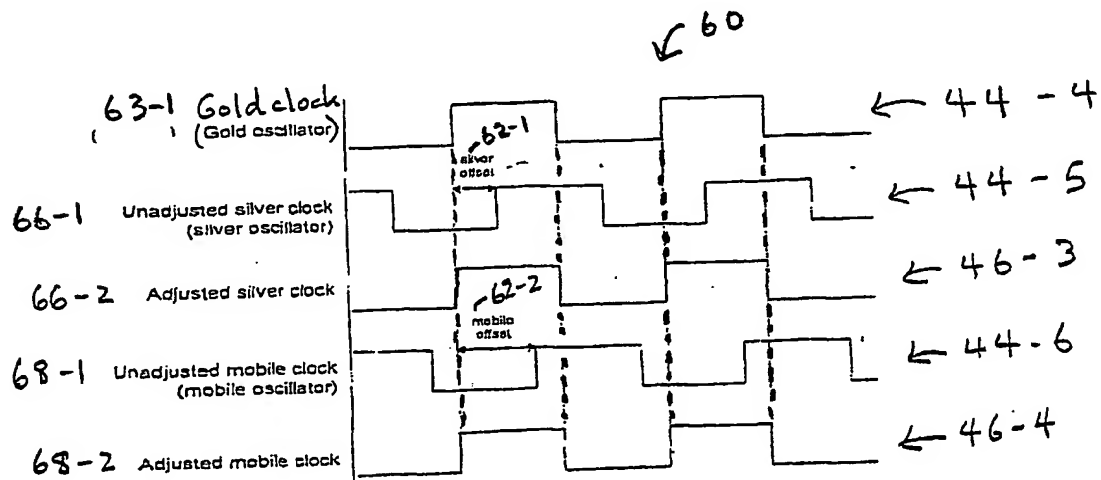 60
63-1 Gold clock
(Gold oscillator)
44-4
62-1
silver
offset
66-1 Unadjusted silver clock
(silver oscillator)
44-5
66-2 Adjusted silver clock
46-3
62-2
mobile
offset
68-1 Unadjusted mobile clock
(mobile oscillator)
44-6
68-2 Adjusted mobile clock
46-4